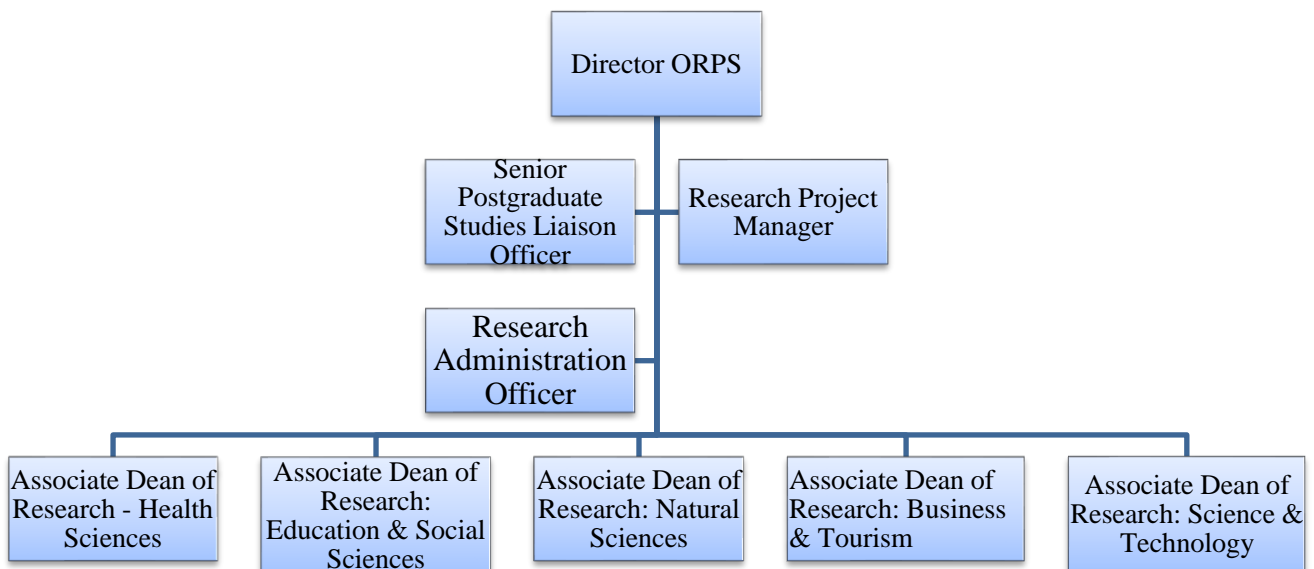 Director ORPS
Senior
Postgraduate
Studies Liaison
Officer
Research Project
Manager
Research
Administration
Officer
Associate Dean of
Research - Health
Sciences
Associate Dean of
Research:
Education & Social
Sciences
Associate Dean of
Research: Natural
Sciences
Associate Dean of
Research: Business
& Tourism
Associate Dean of
Research: Science &
Technology